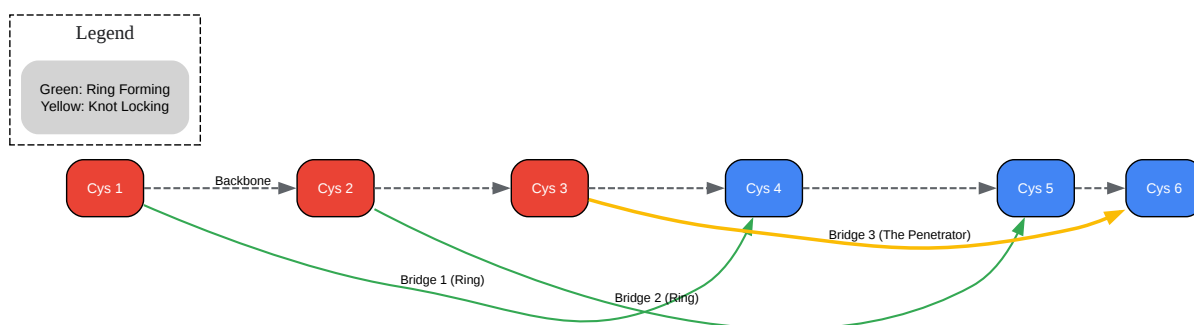 Legend
Green: Ring Forming
Yellow: Knot Locking
Cys 1
Backbone
Cys 2
Cys 3
Cys 4
Cys 5
Cys 6
Bridge 3 (The Penetrator)
Bridge 1 (Ring)
Bridge 2 (Ring)